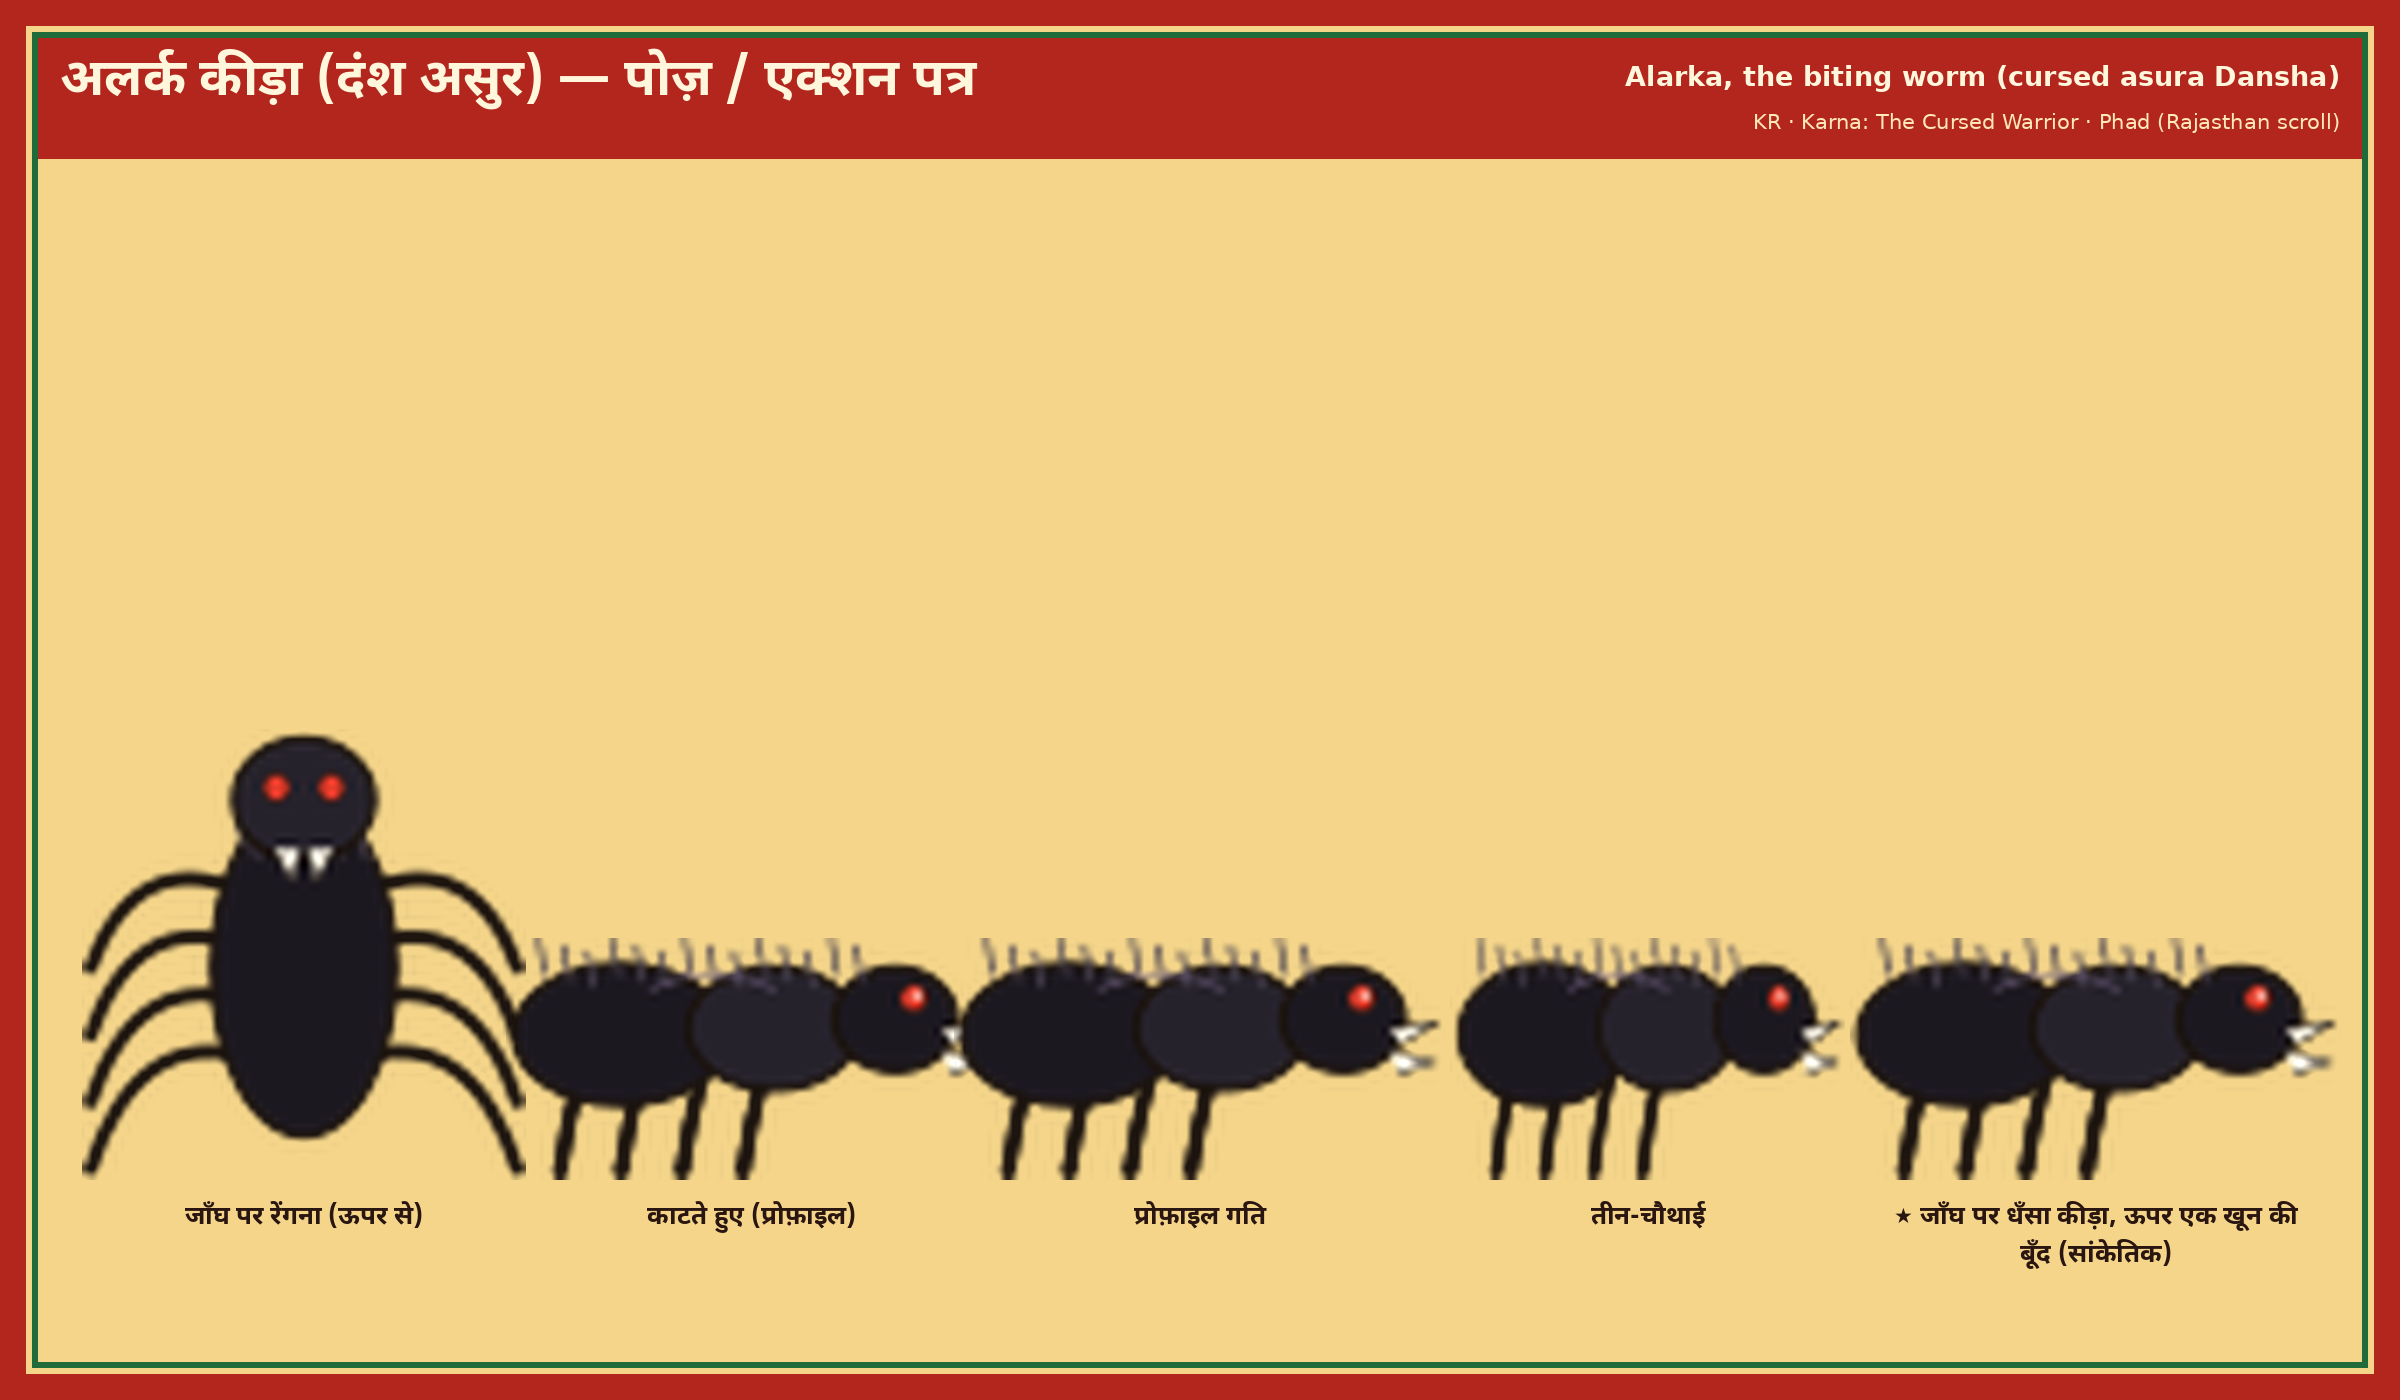 अलर्क कीड़ा (दंश असुर) — पोज़ / एक्शन पत्र
Alarka, the biting worm (cursed asura Dansha)
KR · Karna: The Cursed Warrior · Phad (Rajasthan scroll)
जाँघ पर रेंगना (ऊपर से)
काटते हुए (प्रोफ़ाइल)
प्रोफ़ाइल गति
तीन-चौथाई
★ जाँघ पर धँसा कीड़ा, ऊपर एक खून की
बूँद (सांकेतिक)